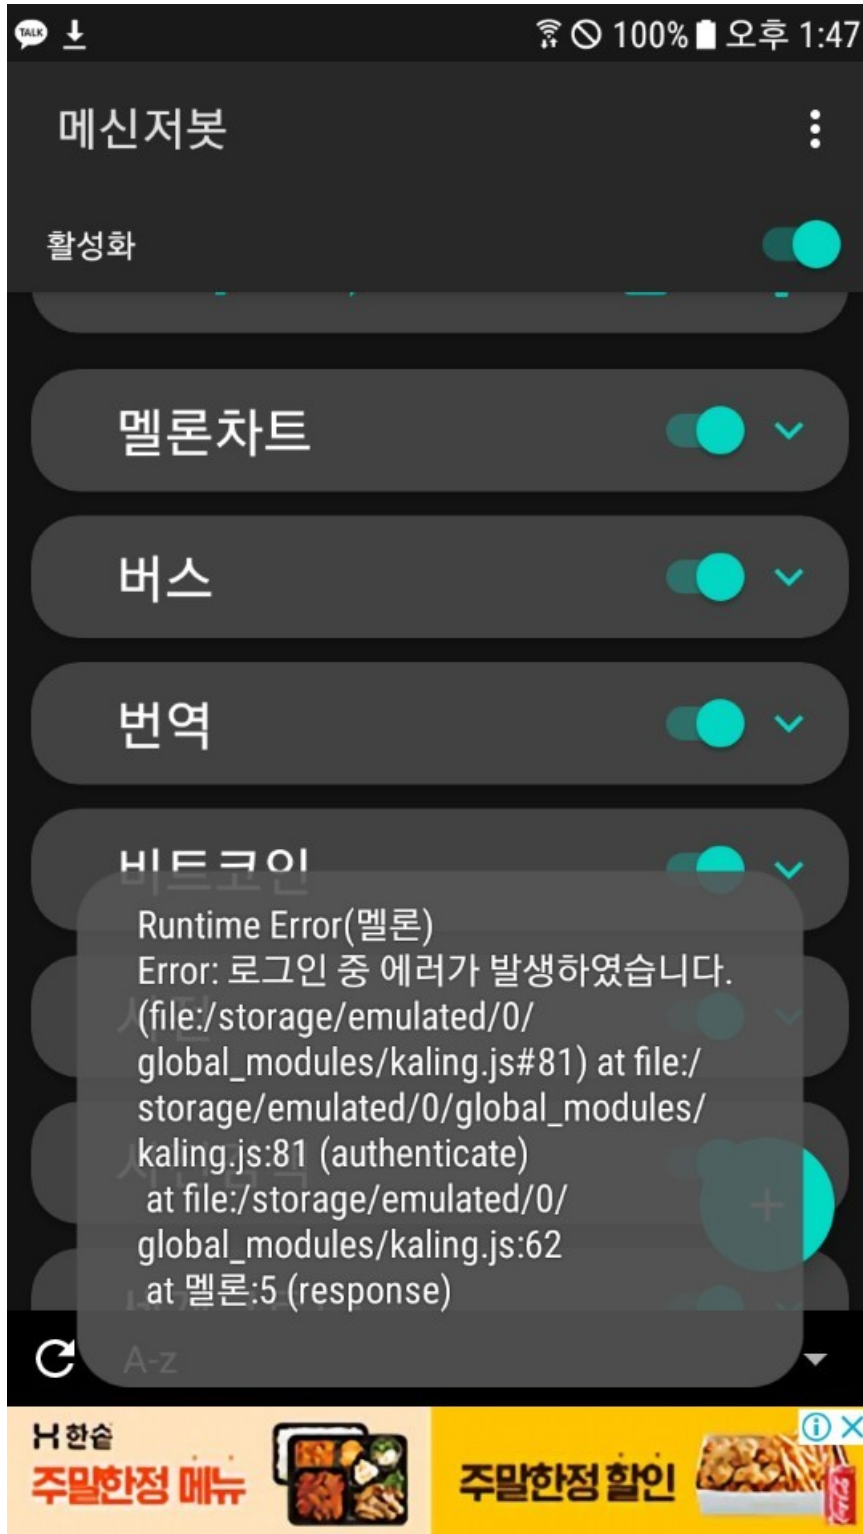 TALK
100% 오후 1:47
메신저봇
활성화
멜론차트
버스
번역
비트코인
Runtime Error(멜론)
Error: 로그인 중 에러가 발생하였습니다.
(file:/storage/emulated/0/
global_modules/kaling.js#81) at file:/
storage/emulated/0/global_modules/
kaling.js:81 (authenticate)
at file:/storage/emulated/0/
global_modules/kaling.js:62
at 멜론:5 (response)
A-z
한솥
주말한정 메뉴
주말한정 할인